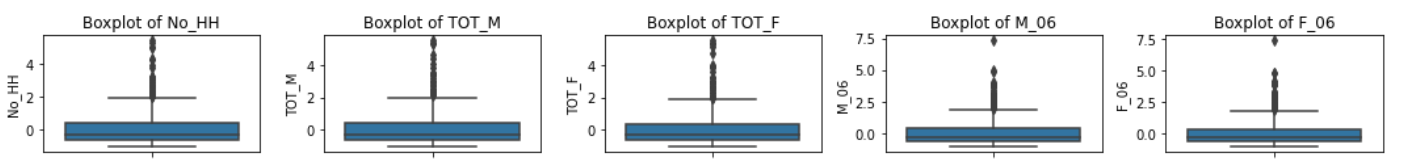 Boxplot of No_HH
Boxplot of TOT_M
Boxplot of TOT_F
Boxplot of M_06
Boxplot of F_06
No_HH
4
2
0
TOT_M
4
2
0
TOT_F
4
2
0
M_06
7.5
5.0
2.5
0.0
F_06
7.5
5.0
2.5
0.0